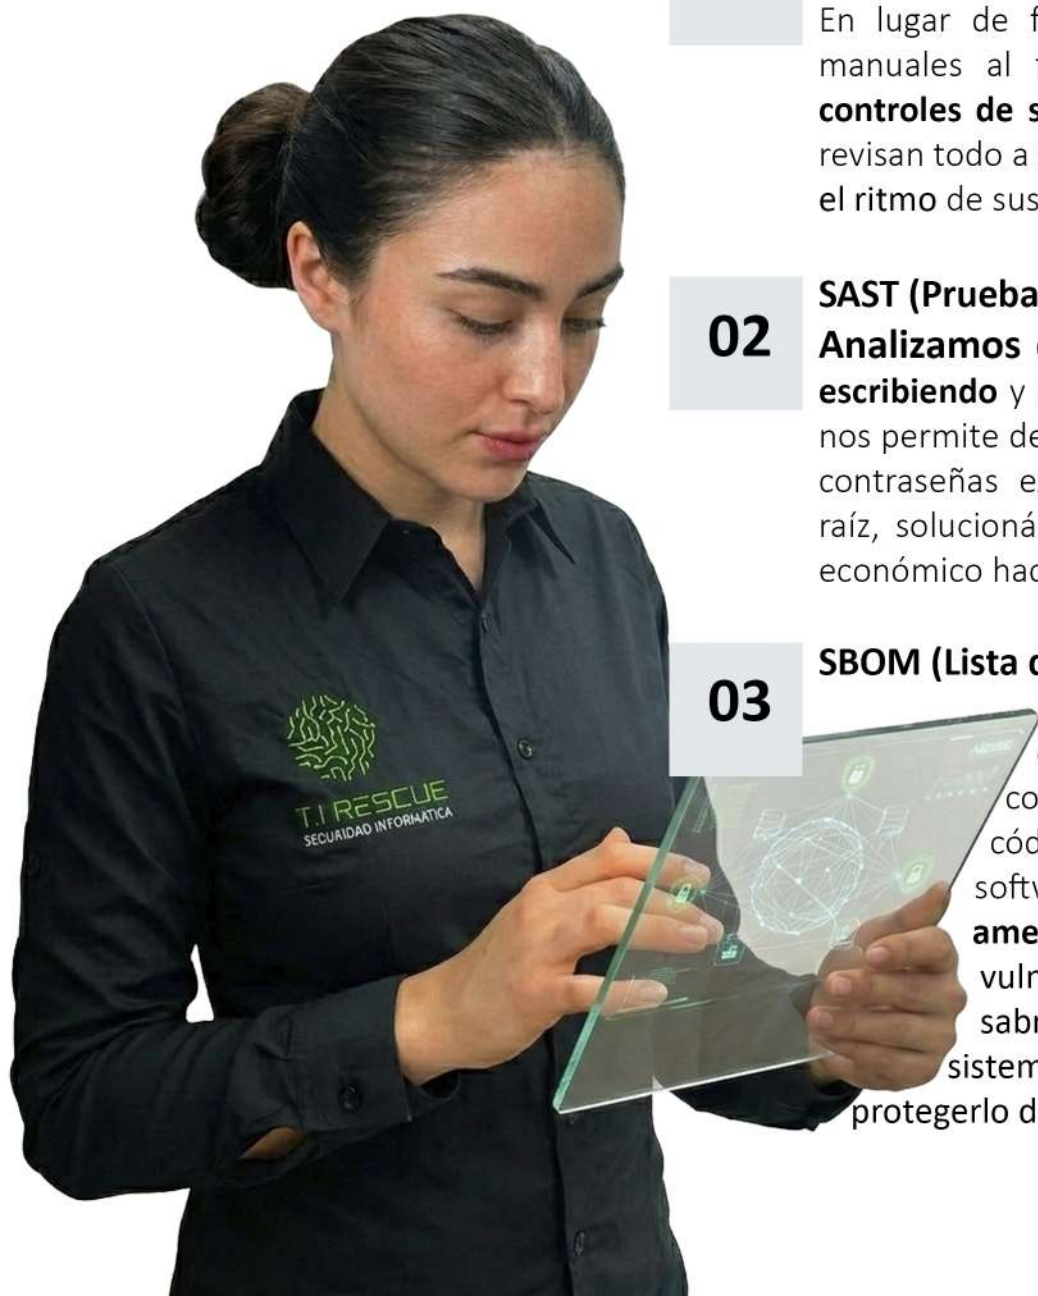 En lugar de
manuales al
controles de
revisan todo a
el ritmo de sus
02
SAST (Prueba
Analizamos
escribiendo y
nos permite de
contraseñas
raíz, solucioná
económico hac
03
SBOM (Lista
co
cód
softw
ame
vuln
sabr
sistem
protegerlo d
T.I RESCUE
SEGURIDAD INFORMATICA